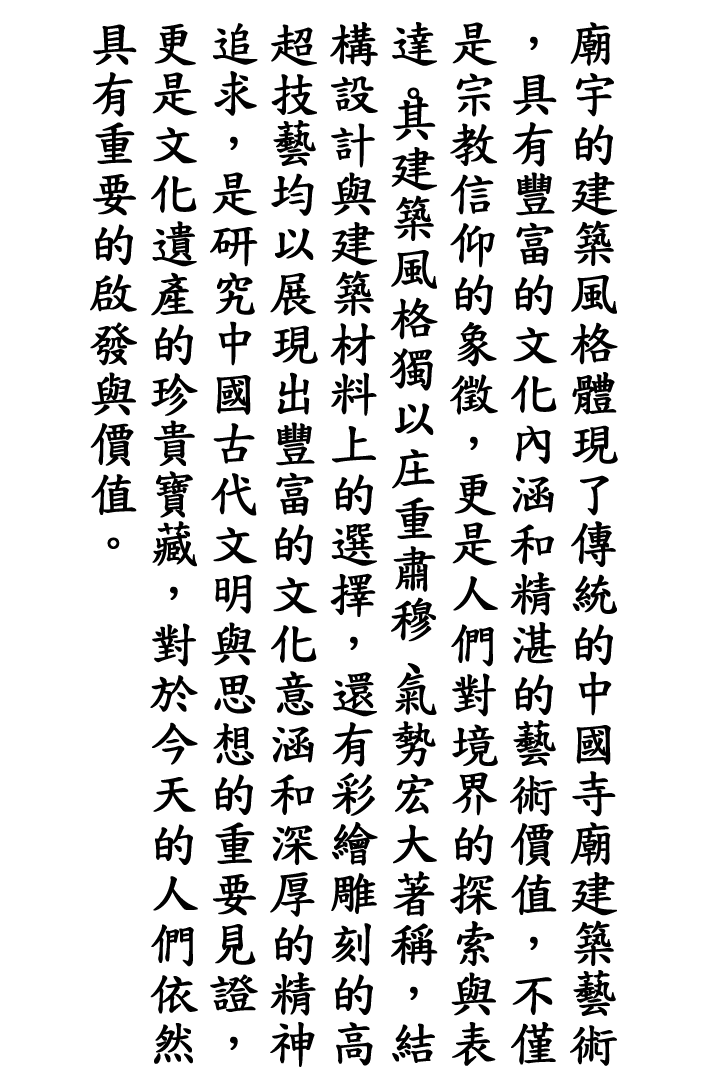 廟宇的建築風格體現了傳統的中國寺廟建築藝術
，具有豐富的文化內涵和精湛的藝術價值，不僅
是宗教信仰的象徵，更是人們對境界的探索與表
達。其建築風格獨以庄重肅穆、氣勢宏大著稱，結
構設計與建築材料上的選擇，還有彩繪雕刻的高
超技藝均以展現出豐富的文化意涵和深厚的精神
追求，是研究中國古代文明與思想的重要見證，
更是文化遺產的珍貴寶藏，對於今天的人們依然
具有重要的啟發與價值。